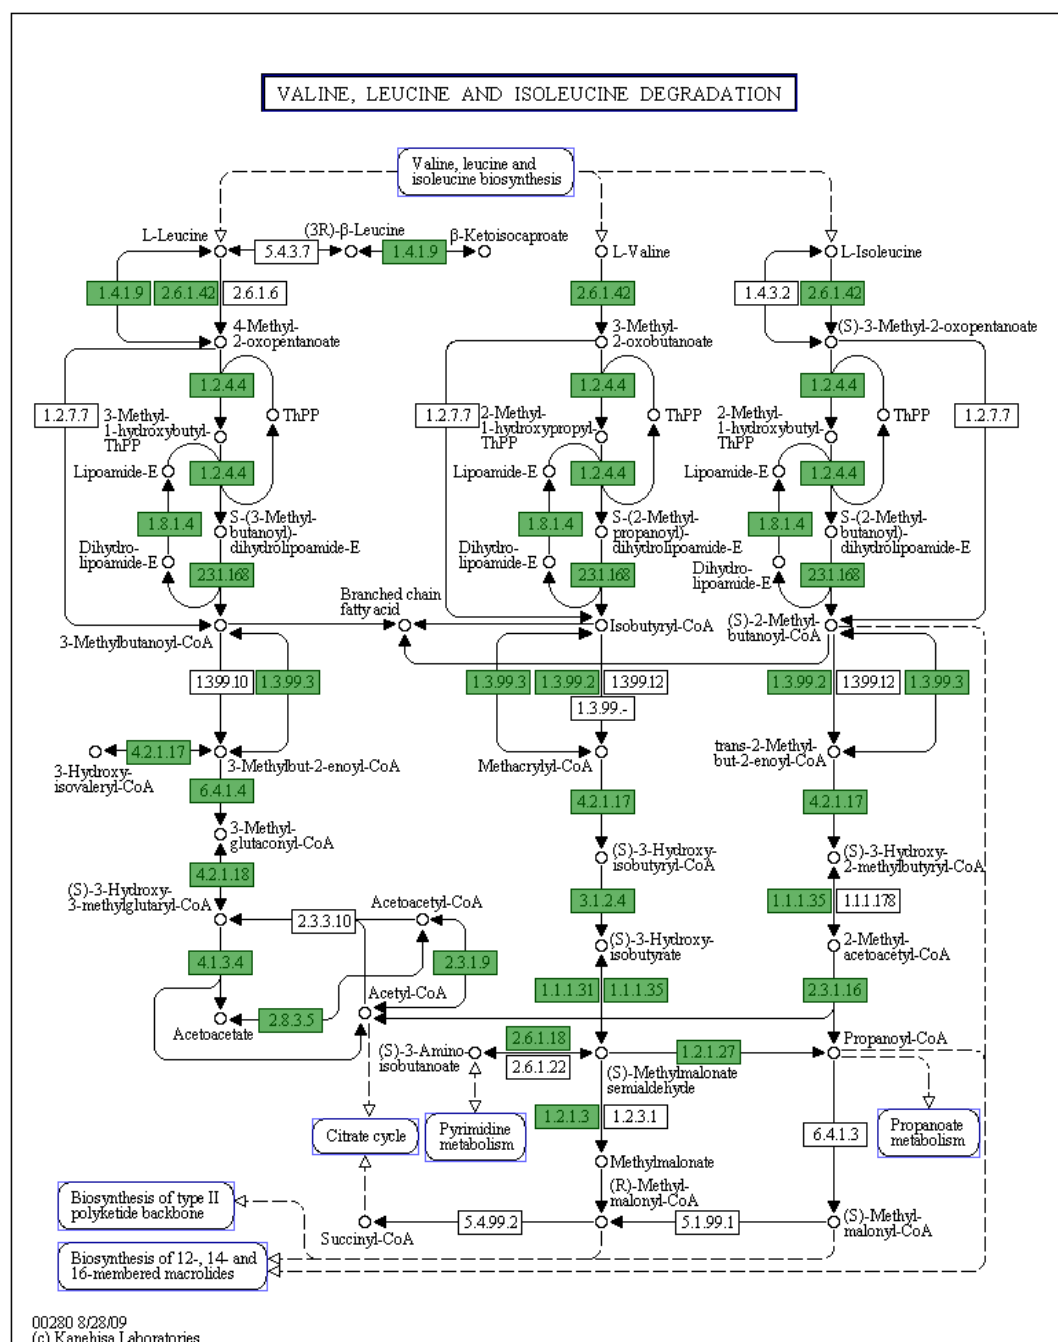 VALINE, LEUCINE AND ISOLEUCINE DEGRADATION
Valine, leucine and
isoleucine biosynthesis
L-Leucine
5.4.3.7
(3R)-β-Leucine
1.4.1.9
β-Ketoisocaproate
L-Valine
L-Isoleucine
1.4.1.9
2.6.1.42
2.6.1.6
2.6.1.42
1.4.3.2
2.6.1.42
4-Methyl-
2-oxopentanoate
3-Methyl-
2-oxobutanoate
(S)-3-Methyl-2-oxopentanoate
1.2.4.4
1.2.4.4
1.2.4.4
1.2.7.7
3-Methyl-
1-hydroxybutyl-
ThPP
ThPP
1.2.7.7
2-Methyl-
1-hydroxypropyl-
ThPP
ThPP
2-Methyl-
1-hydroxybutyl-
ThPP
ThPP
1.2.7.7
Lipoamide-E
1.2.4.4
Lipoamide-E
1.2.4.4
Lipoamide-E
1.2.4.4
1.8.1.4
S-(3-Methyl-
butanoyl)-
dihydrolipoamide-E
1.8.1.4
S-(2-Methyl-
propanoyl)-
dihydrolipoamide-E
1.8.1.4
S-(2-Methyl-
butanoyl)-
dihydrolipoamide-E
Dihydro-
lipoamide-E
2.3.1.168
Dihydro-
lipoamide-E
2.3.1.168
Dihydro-
lipoamide-E
2.3.1.168
3-Methylbutanoyl-CoA
Branched chain
fatty acid
Isobutyryl-CoA
(S)-2-Methyl-
butanoyl-CoA
1.3.99.10
1.3.99.3
1.3.99.3
1.3.99.2
1.3.99.12
1.3.99.-
1.3.99.2
1.3.99.12
1.3.99.3
3-Hydroxy-
isovaleryl-CoA
4.2.1.17
3-Methylbut-2-enoyl-CoA
Methacrylyl-CoA
trans-2-Methyl-
but-2-enoyl-CoA
6.4.1.4
4.2.1.17
4.2.1.17
3-Methyl-
glutaconyl-CoA
(S)-3-Hydroxy-
isobutyryl-CoA
(S)-3-Hydroxy-
2-methylbutyryl-CoA
4.2.1.18
3.1.2.4
1.1.1.35
1.1.1.178
(S)-3-Hydroxy-
3-methylglutaryl-CoA
2.3.3.10
Acetoacetyl-CoA
(S)-3-Hydroxy-
isobutyrate
2-Methyl-
acetoacetyl-CoA
4.1.3.4
2.3.1.9
1.1.1.31
1.1.1.35
2.3.1.16
Acetoacetate
2.8.3.5
Acetyl-CoA
(S)-3-Amino-
isobutanoate
2.6.1.18
2.6.1.22
(S)-Methylmalonate
semialdehyde
1.2.1.27
Propanoyl-CoA
Citrate cycle
Pyrimidine
metabolism
1.2.1.3
1.2.3.1
6.4.1.3
Propanoate
metabolism
Methylmalonate
Biosynthesis of type II
polyketide backbone
Succinyl-CoA
5.4.99.2
(R)-Methyl-
malonyl-CoA
5.1.99.1
(S)-Methyl-
malonyl-CoA
Biosynthesis of 12-, 14- and
16-membered macrolides
00280 8/28/09
(c) Kanehisa Laboratories